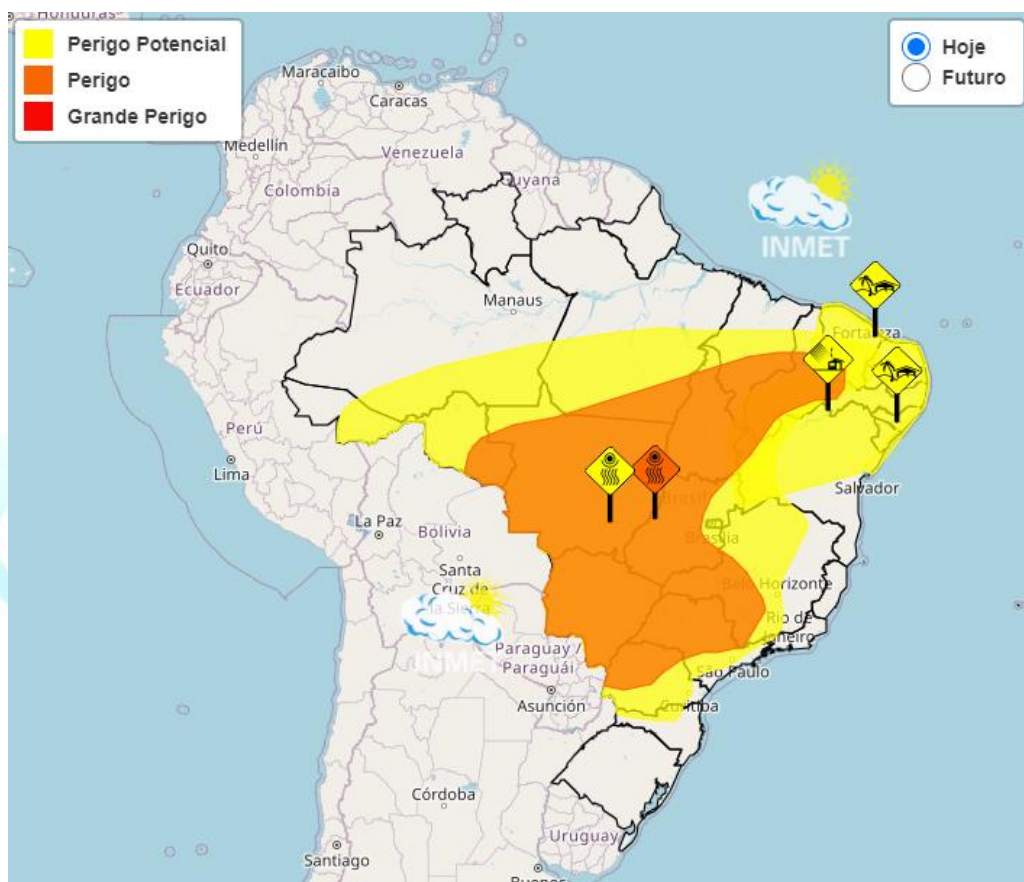 Honduras
Perigo Potencial
Perigo
Grande Perigo
Hoje
Futuro
Maracaibo
Caracas
Medellín
Venezuela
Guyana
Colombia
INMET
Quito
Ecuador
Manaus
Fortaleza
Perú
Lima
Salvador
Brasil
Brasília
La Paz
Bolivia
Santa
Cruz de
la Sierra
Belo Horizonte
Rio de
Janeiro
INMET
Paraguay /
Paraguái
São Paulo
Asunción
Curitiba
Córdoba
Uruguay
Santiago
Buenos